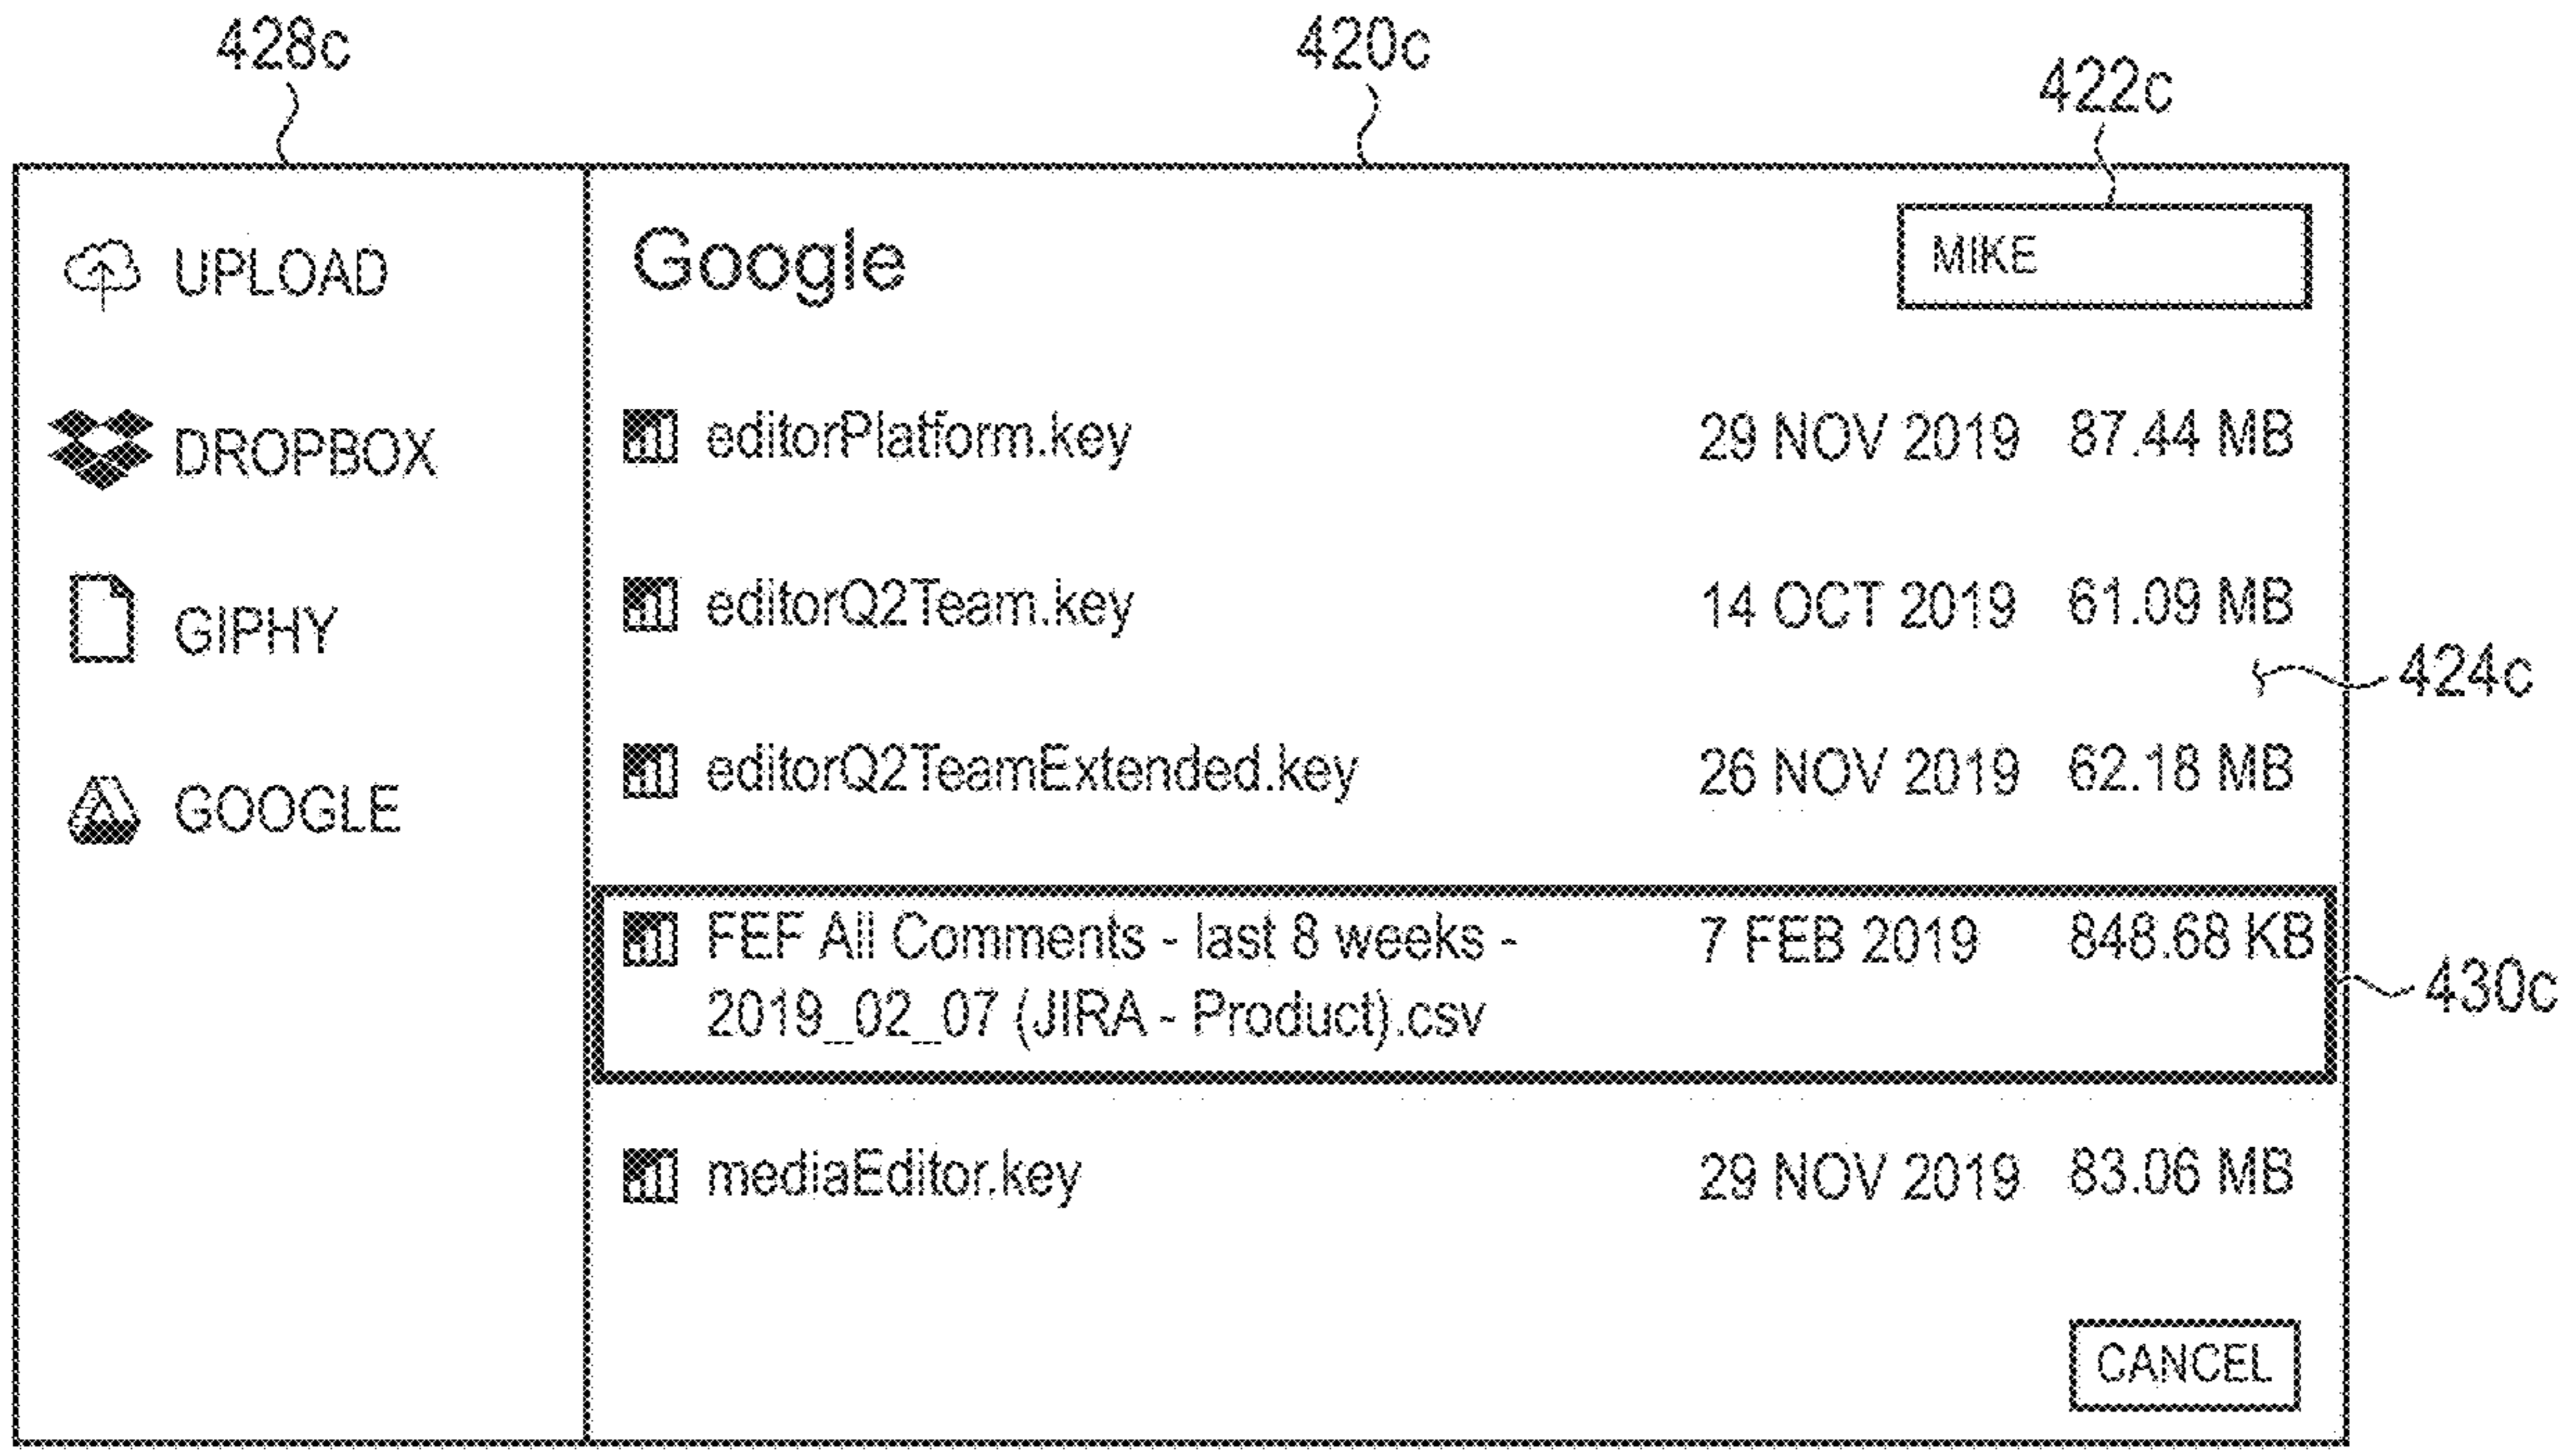 428c
420c
422c
UPLOAD
DROPBOX
GIPHY
GOOGLE
Google
MIKE
editorPlatform.key 29 NOV 2019 87.44 MB
editorQ2Team.key 14 OCT 2019 61.09 MB
424c
editorQ2TeamExtended.key 26 NOV 2019 62.18 MB
FEF All Comments - last 8 weeks - 7 FEB 2019 848.68 KB
2019_02_07 (JIRA - Product).csv
430c
mediaEditor.key 29 NOV 2019 83.06 MB
CANCEL